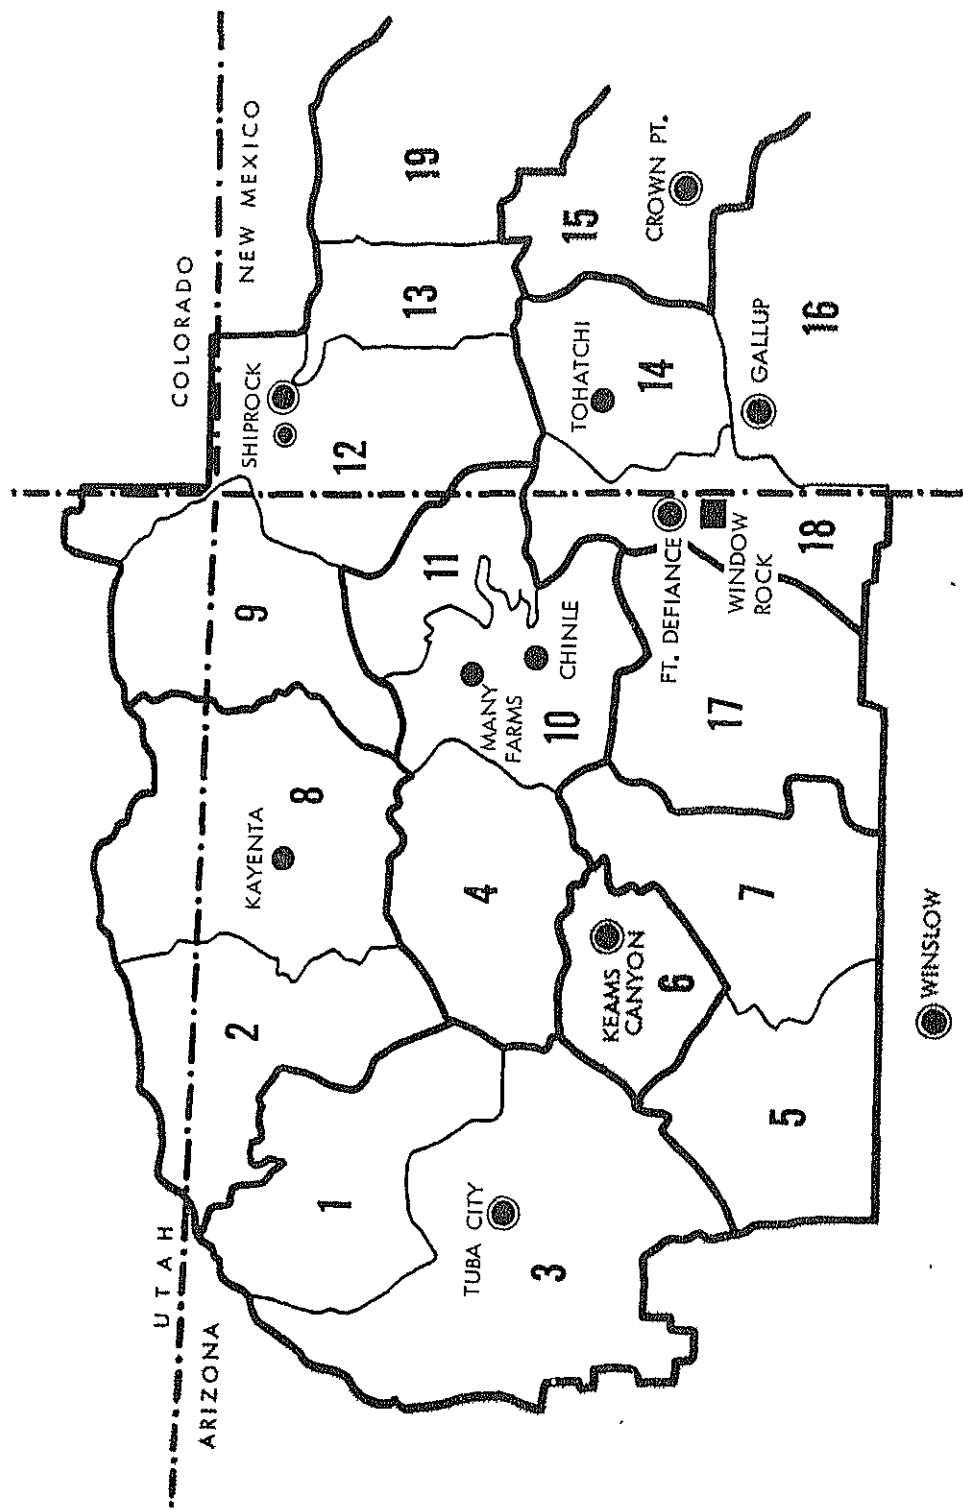 UTAH
ARIZONA
COLORADO
NEW MEXICO
1
2
3
TUBA CITY
4
5
6
KEAMS
CANYON
7
8
KAYENTA
9
10
MANY
FARMS
CHINLE
11
12
SHIPROCK
13
14
TOHATCHI
15
CROWN PT.
16
GALLUP
17
FT. DEFIANCE
WINDOW
ROCK
18
19
WINSLOW